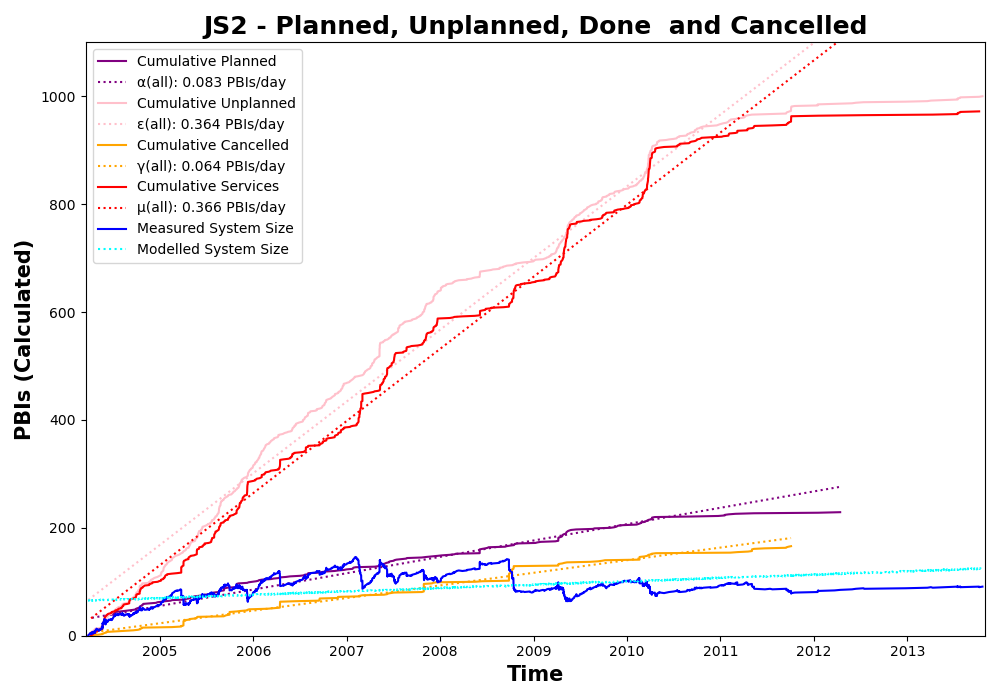 JS2 - Planned, Unplanned, Done  and Cancelled
Cumulative Planned
α(all): 0.083 PBIs/day
Cumulative Unplanned
ε(all): 0.364 PBIs/day
Cumulative Cancelled
γ(all): 0.064 PBIs/day
Cumulative Services
μ(all): 0.366 PBIs/day
Measured System Size
Modelled System Size
PBIs (Calculated)
1000
800
600
400
200
0
2005 2006 2007 2008 2009 2010 2011 2012 2013
Time